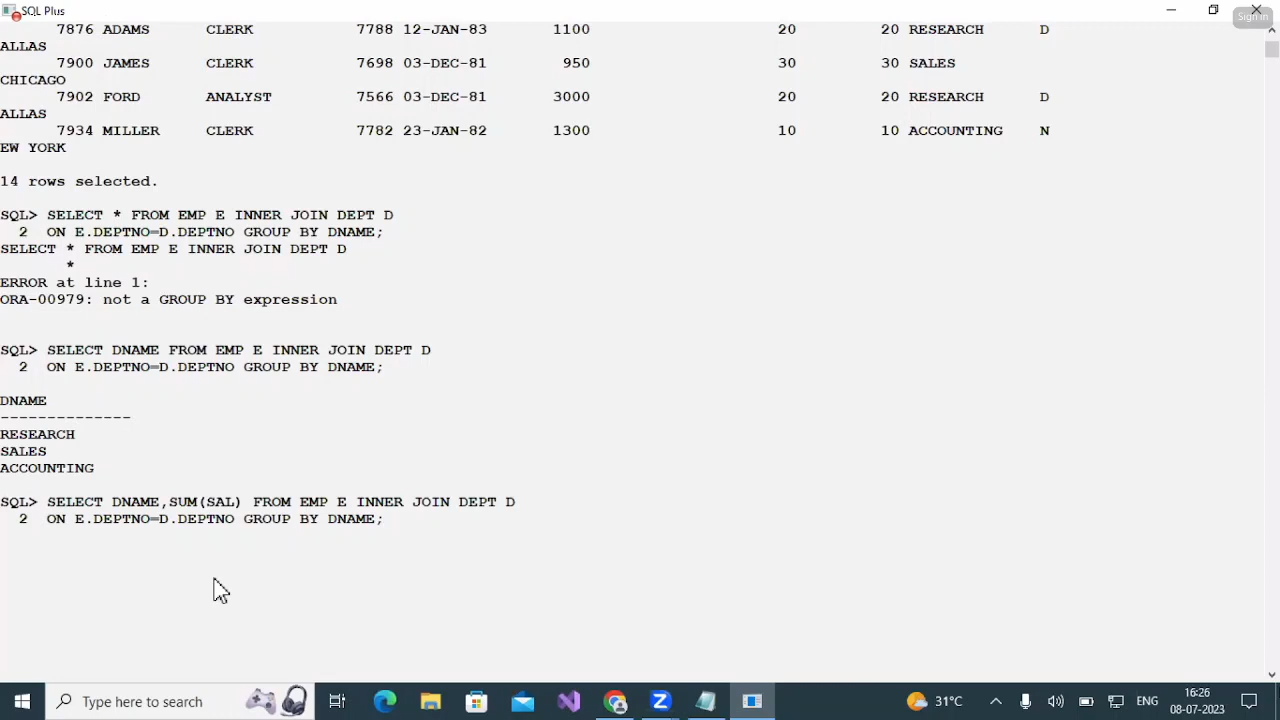 SQL Plus
Sign in
7876 ADAMS CLERK 7788 12-JAN-83 1100 20 20 RESEARCH D
ALLAS
7900 JAMES CLERK 7698 03-DEC-81 950 30 30 SALES
CHICAGO
7902 FORD ANALYST 7566 03-DEC-81 3000 20 20 RESEARCH D
ALLAS
7934 MILLER CLERK 7782 23-JAN-82 1300 10 10 ACCOUNTING N
EW YORK
14 rows selected.
SQL> SELECT * FROM EMP E INNER JOIN DEPT D
2 ON E.DEPTNO=D.DEPTNO GROUP BY DNAME;
SELECT * FROM EMP E INNER JOIN DEPT D
*
ERROR at line 1:
ORA-00979: not a GROUP BY expression
SQL> SELECT DNAME FROM EMP E INNER JOIN DEPT D
2 ON E.DEPTNO=D.DEPTNO GROUP BY DNAME;
DNAME
--------------
RESEARCH
SALES
ACCOUNTING
SQL> SELECT DNAME,SUM(SAL) FROM EMP E INNER JOIN DEPT D
2 ON E.DEPTNO=D.DEPTNO GROUP BY DNAME;
Type here to search
31°C
ENG
16:26
08-07-2023